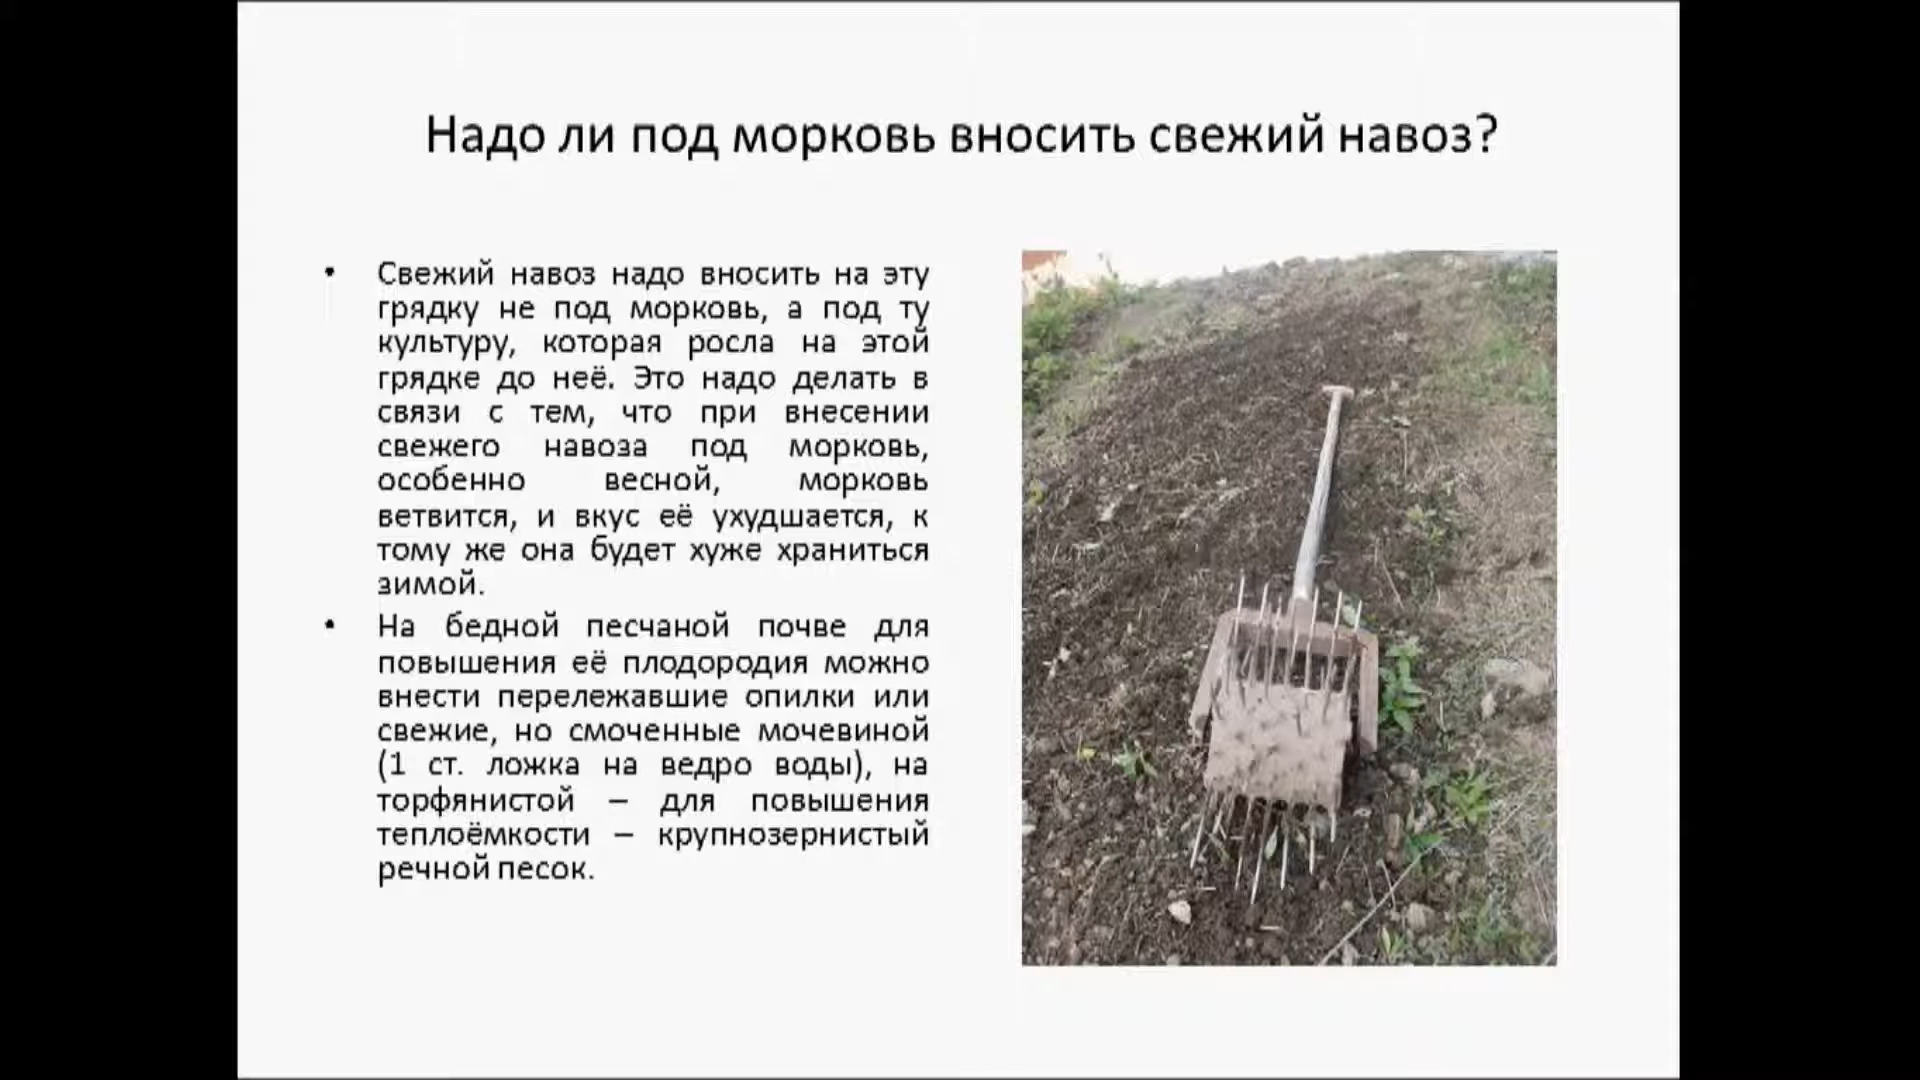 Надо ли под морковь вносить свежий навоз?
• Свежий навоз надо вносить на эту
грядку не под морковь, а под ту
культуру, которая росла на этой
грядке до неё. Это надо делать в
связи с тем, что при внесении
свежего навоза под морковь,
особенно весной, морковь
ветвится, и вкус её ухудшается, к
тому же она будет хуже храниться
зимой.
• На бедной песчаной почве для
повышения её плодородия можно
внести перележавшие опилки или
свежие, но смоченные мочевиной
(1 ст. ложка на ведро воды), на
торфянистой – для повышения
теплоёмкости – крупнозернистый
речной песок.